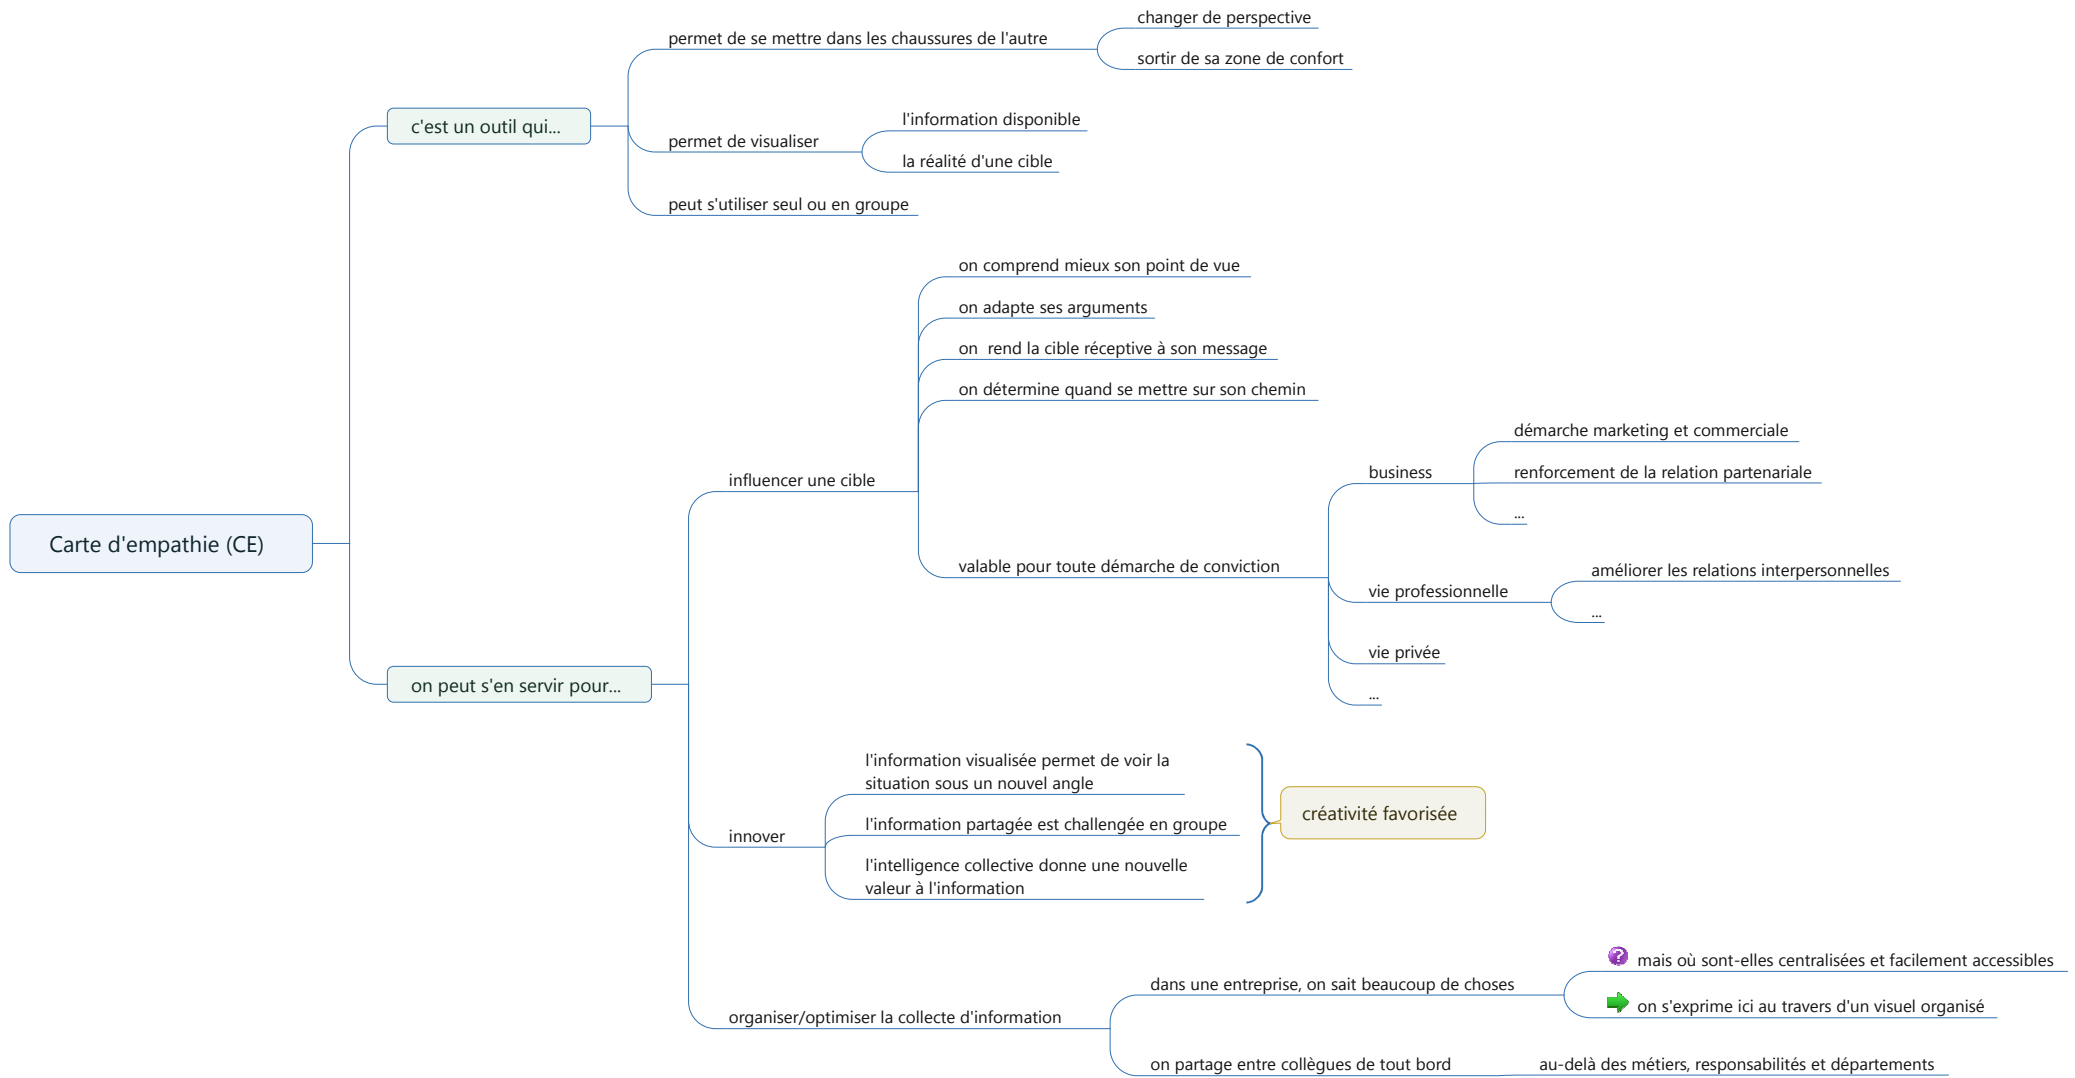 Carte d'empathie (CE)
c'est un outil qui...
permet de se mettre dans les chaussures de l'autre
changer de perspective
sortir de sa zone de confort
permet de visualiser
l'information disponible
la réalité d'une cible
peut s'utiliser seul ou en groupe
on peut s'en servir pour...
influencer une cible
on comprend mieux son point de vue
on adapte ses arguments
on  rend la cible réceptive à son message
on détermine quand se mettre sur son chemin
valable pour toute démarche de conviction
business
démarche marketing et commerciale
renforcement de la relation partenariale
...
vie professionnelle
améliorer les relations interpersonnelles
...
vie privée
...
innover
l'information visualisée permet de voir la
situation sous un nouvel angle
l'information partagée est challengée en groupe
l'intelligence collective donne une nouvelle
valeur à l'information
créativité favorisée
organiser/optimiser la collecte d'information
dans une entreprise, on sait beaucoup de choses
? mais où sont-elles centralisées et facilement accessibles
on s'exprime ici au travers d'un visuel organisé
on partage entre collègues de tout bord
au-delà des métiers, responsabilités et départements